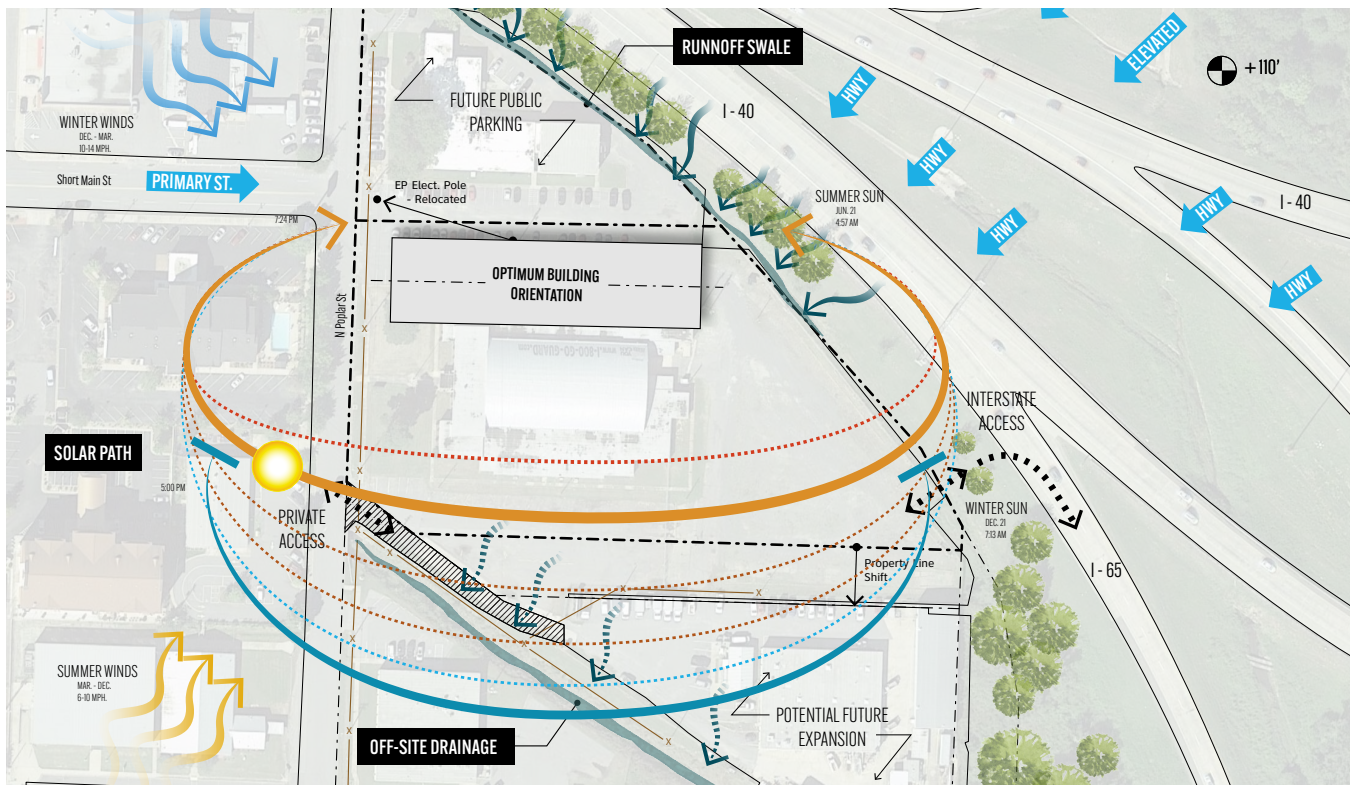 RUNNOFF SWALE
ELEVATED
+110'
HWY
I - 40
FUTURE PUBLIC
PARKING
WINTER WINDS
DEC. - MAR.
10-14 MPH.
HWY
Short Main St
PRIMARY ST.
EP Elect. Pole
- Relocated
SUMMER SUN
JUN. 21
4:57 AM
HWY
I - 40
7:24 PM
HWY
OPTIMUM BUILDING
ORIENTATION
HWY
N Poplar St
INTERSTATE
ACCESS
SOLAR PATH
5:00 PM
PRIVATE
ACCESS
WINTER SUN
DEC. 21
7:13 AM
Property Line
Shift
I - 65
SUMMER WINDS
MAR. - DEC.
6-10 MPH.
POTENTIAL FUTURE
EXPANSION
OFF-SITE DRAINAGE